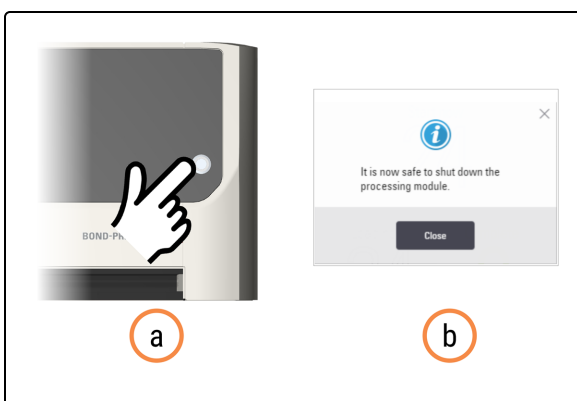 BOND-PR
It is now safe to shut down the
processing module.
Close
a
b